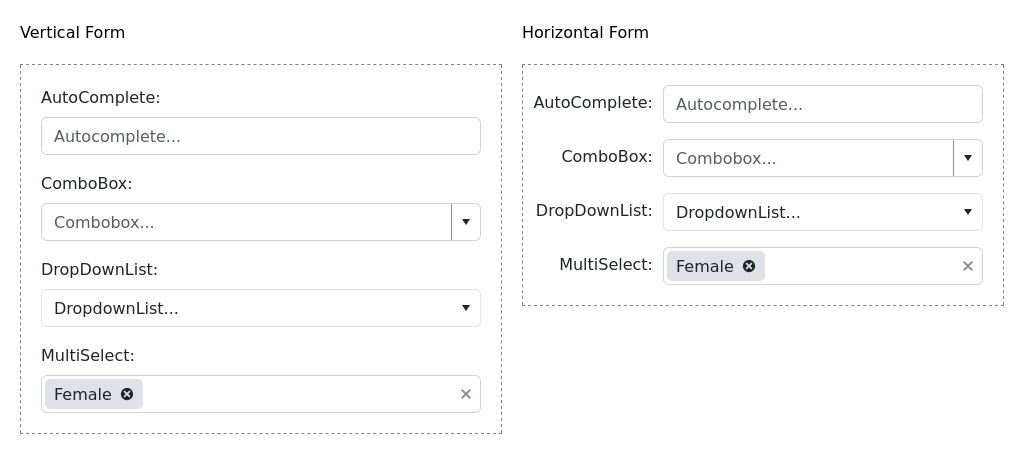 Vertical Form
AutoComplete:
Autocomplete...
ComboBox:
Combobox...
DropDownList:
DropdownList...
MultiSelect:
Female
Horizontal Form
AutoComplete: Autocomplete...
ComboBox: Combobox...
DropDownList: DropdownList...
MultiSelect: Female